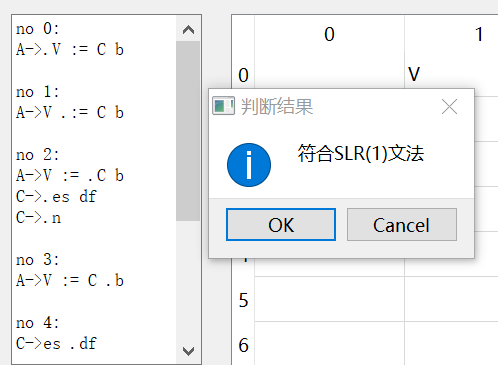 no 0:
A->.V := C b
no 1:
A->V .:= C b
no 2:
A->V := .C b
C->.es df
C->.n
no 3:
A->V := C .b
no 4:
C->es .df
0 1
0 V
判断结果
符合SLR(1)文法
OK Cancel
5
6